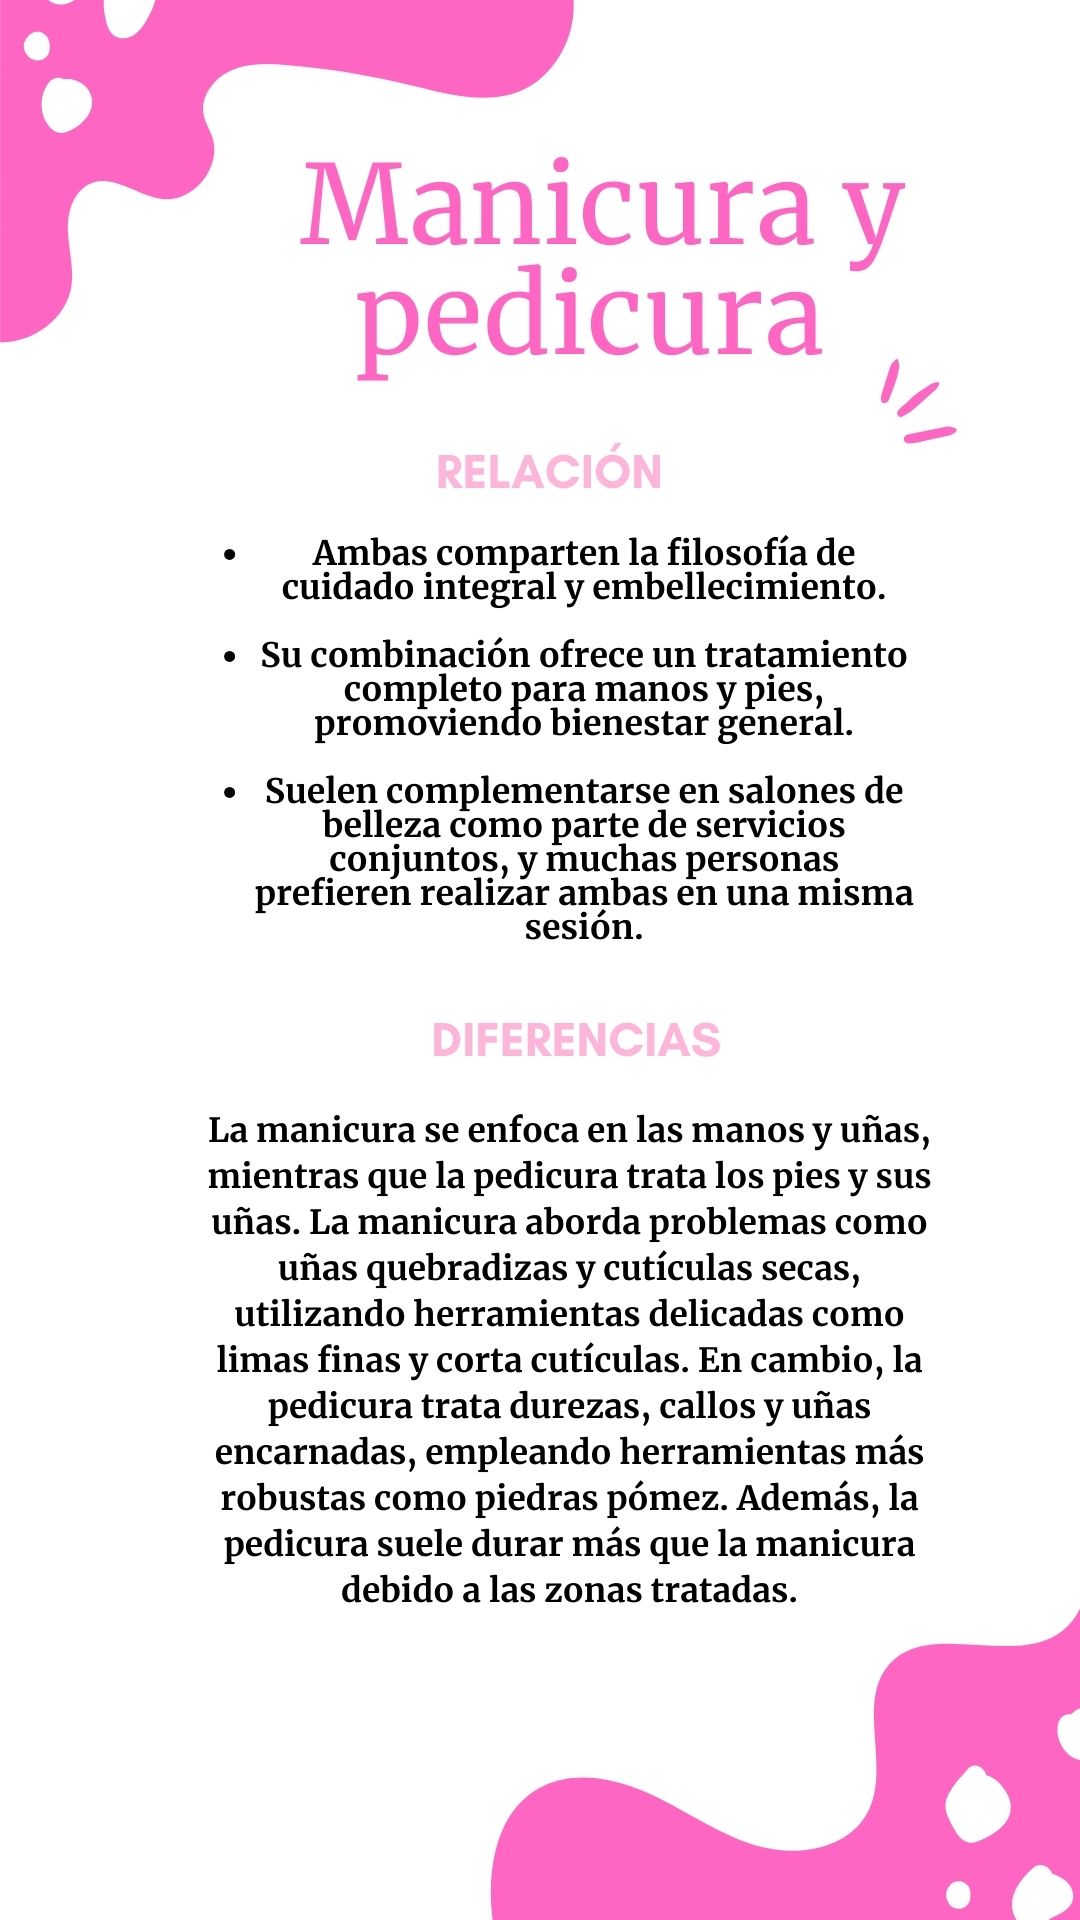 Manicura y
pedicura
RELACIÓN
• Ambas comparten la filosofía de
cuidado integral y embellecimiento.
• Su combinación ofrece un tratamiento
completo para manos y pies,
promoviendo bienestar general.
• Suelen complementarse en salones de
belleza como parte de servicios
conjuntos, y muchas personas
prefieren realizar ambas en una misma
sesión.
DIFERENCIAS
La manicura se enfoca en las manos y uñas,
mientras que la pedicura trata los pies y sus
uñas. La manicura aborda problemas como
uñas quebradizas y cutículas secas,
utilizando herramientas delicadas como
limas finas y corta cutículas. En cambio, la
pedicura trata durezas, callos y uñas
encarnadas, empleando herramientas más
robustas como piedras pómez. Además, la
pedicura suele durar más que la manicura
debido a las zonas tratadas.